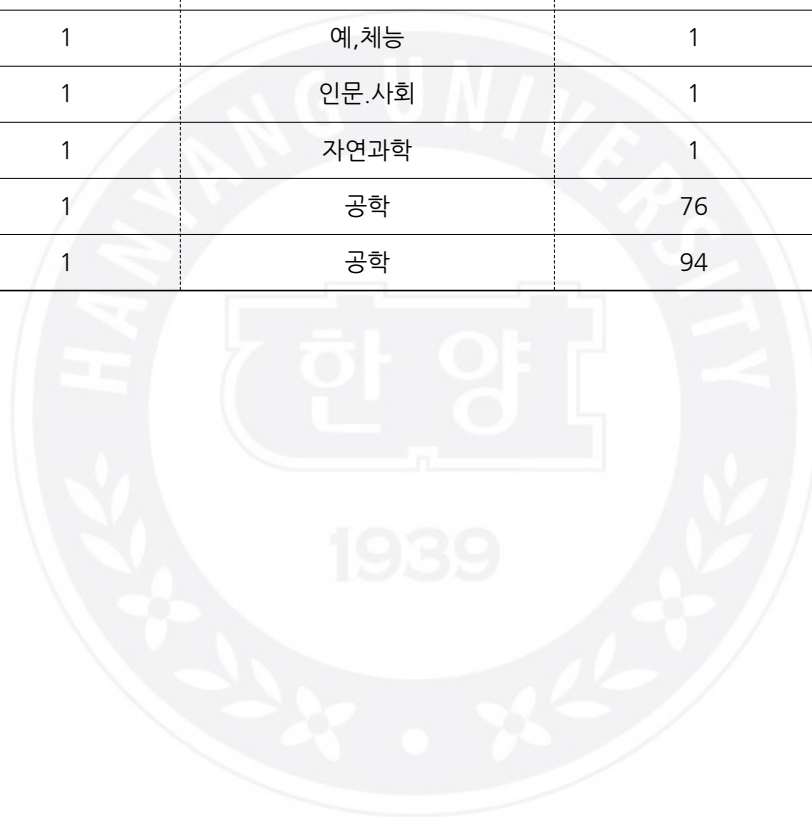 1 예,체능 1
1 인문.사회 1
1 자연과학 1
1 공학 76
1 공학 94
HANYANG UNIVERSITY
한양
1939